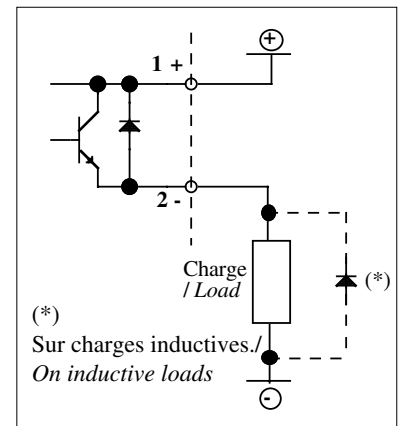 +
1 +
2 -
Charge
/ Load
(*)
(*)
Sur charges inductives./
On inductive loads
-